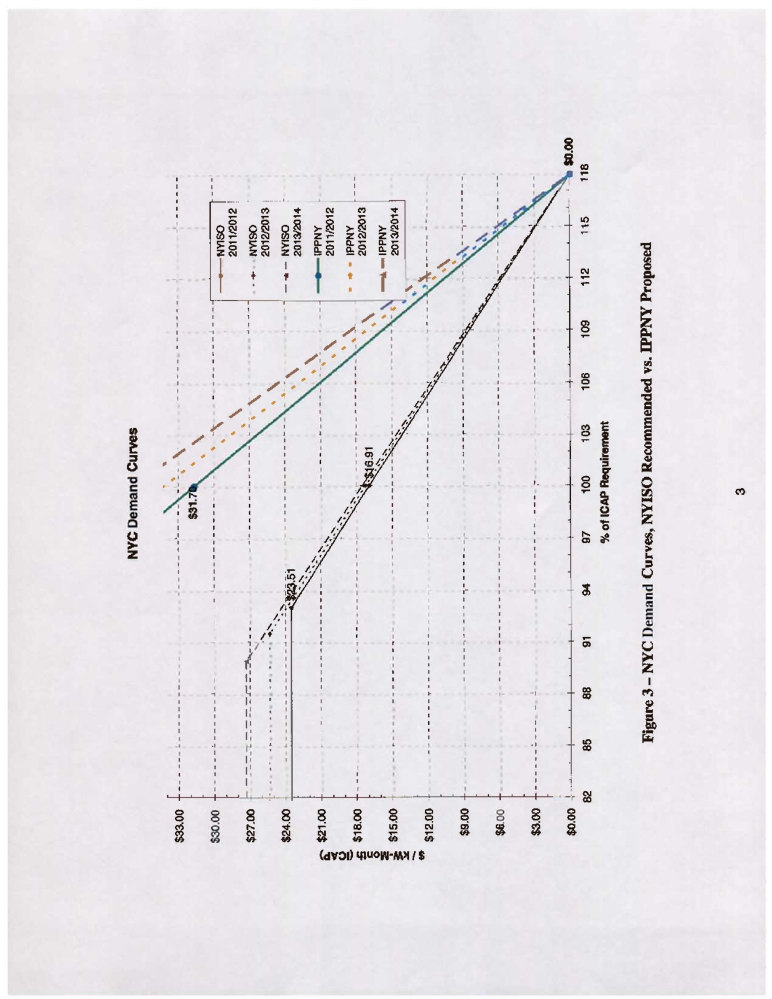 NYC Demand Curves
$ / kW-Month (ICAP)
$33.00
$30.00
$27.00
$24.00
$21.00
$18.00
$15.00
$12.00
$9.00
$6.00
$3.00
$0.00
$31.70
$23.51
$16.91
$0.00
NYISO
2011/2012
NYISO
2012/2013
NYISO
2013/2014
IPPNY
2011/2012
IPPNY
2012/2013
IPPNY
2013/2014
82 85 88 91 94 97 100 103 106 109 112 115 118
% of ICAP Requirement
Figure 3 – NYC Demand Curves, NYISO Recommended vs. IPPNY Proposed
3